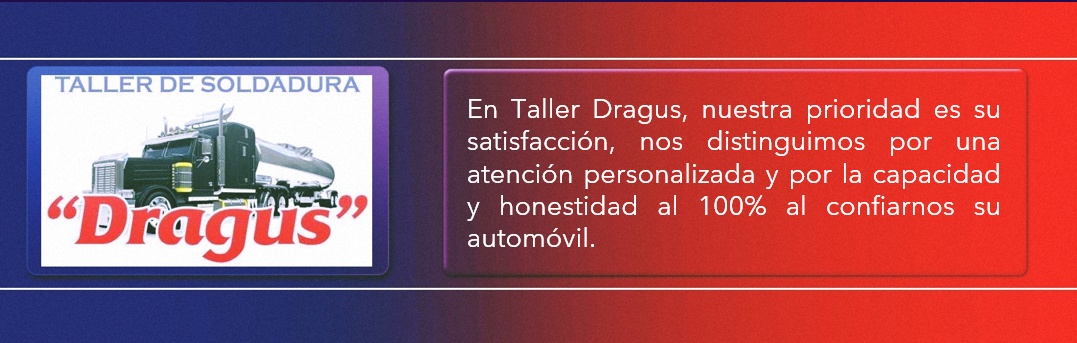 TALLER DE SOLDADURA
“Dragus”
En Taller Dragus, nuestra prioridad es su
satisfacción, nos distinguimos por una
atención personalizada y por la capacidad
y honestidad al 100% al confiarnos su
automóvil.